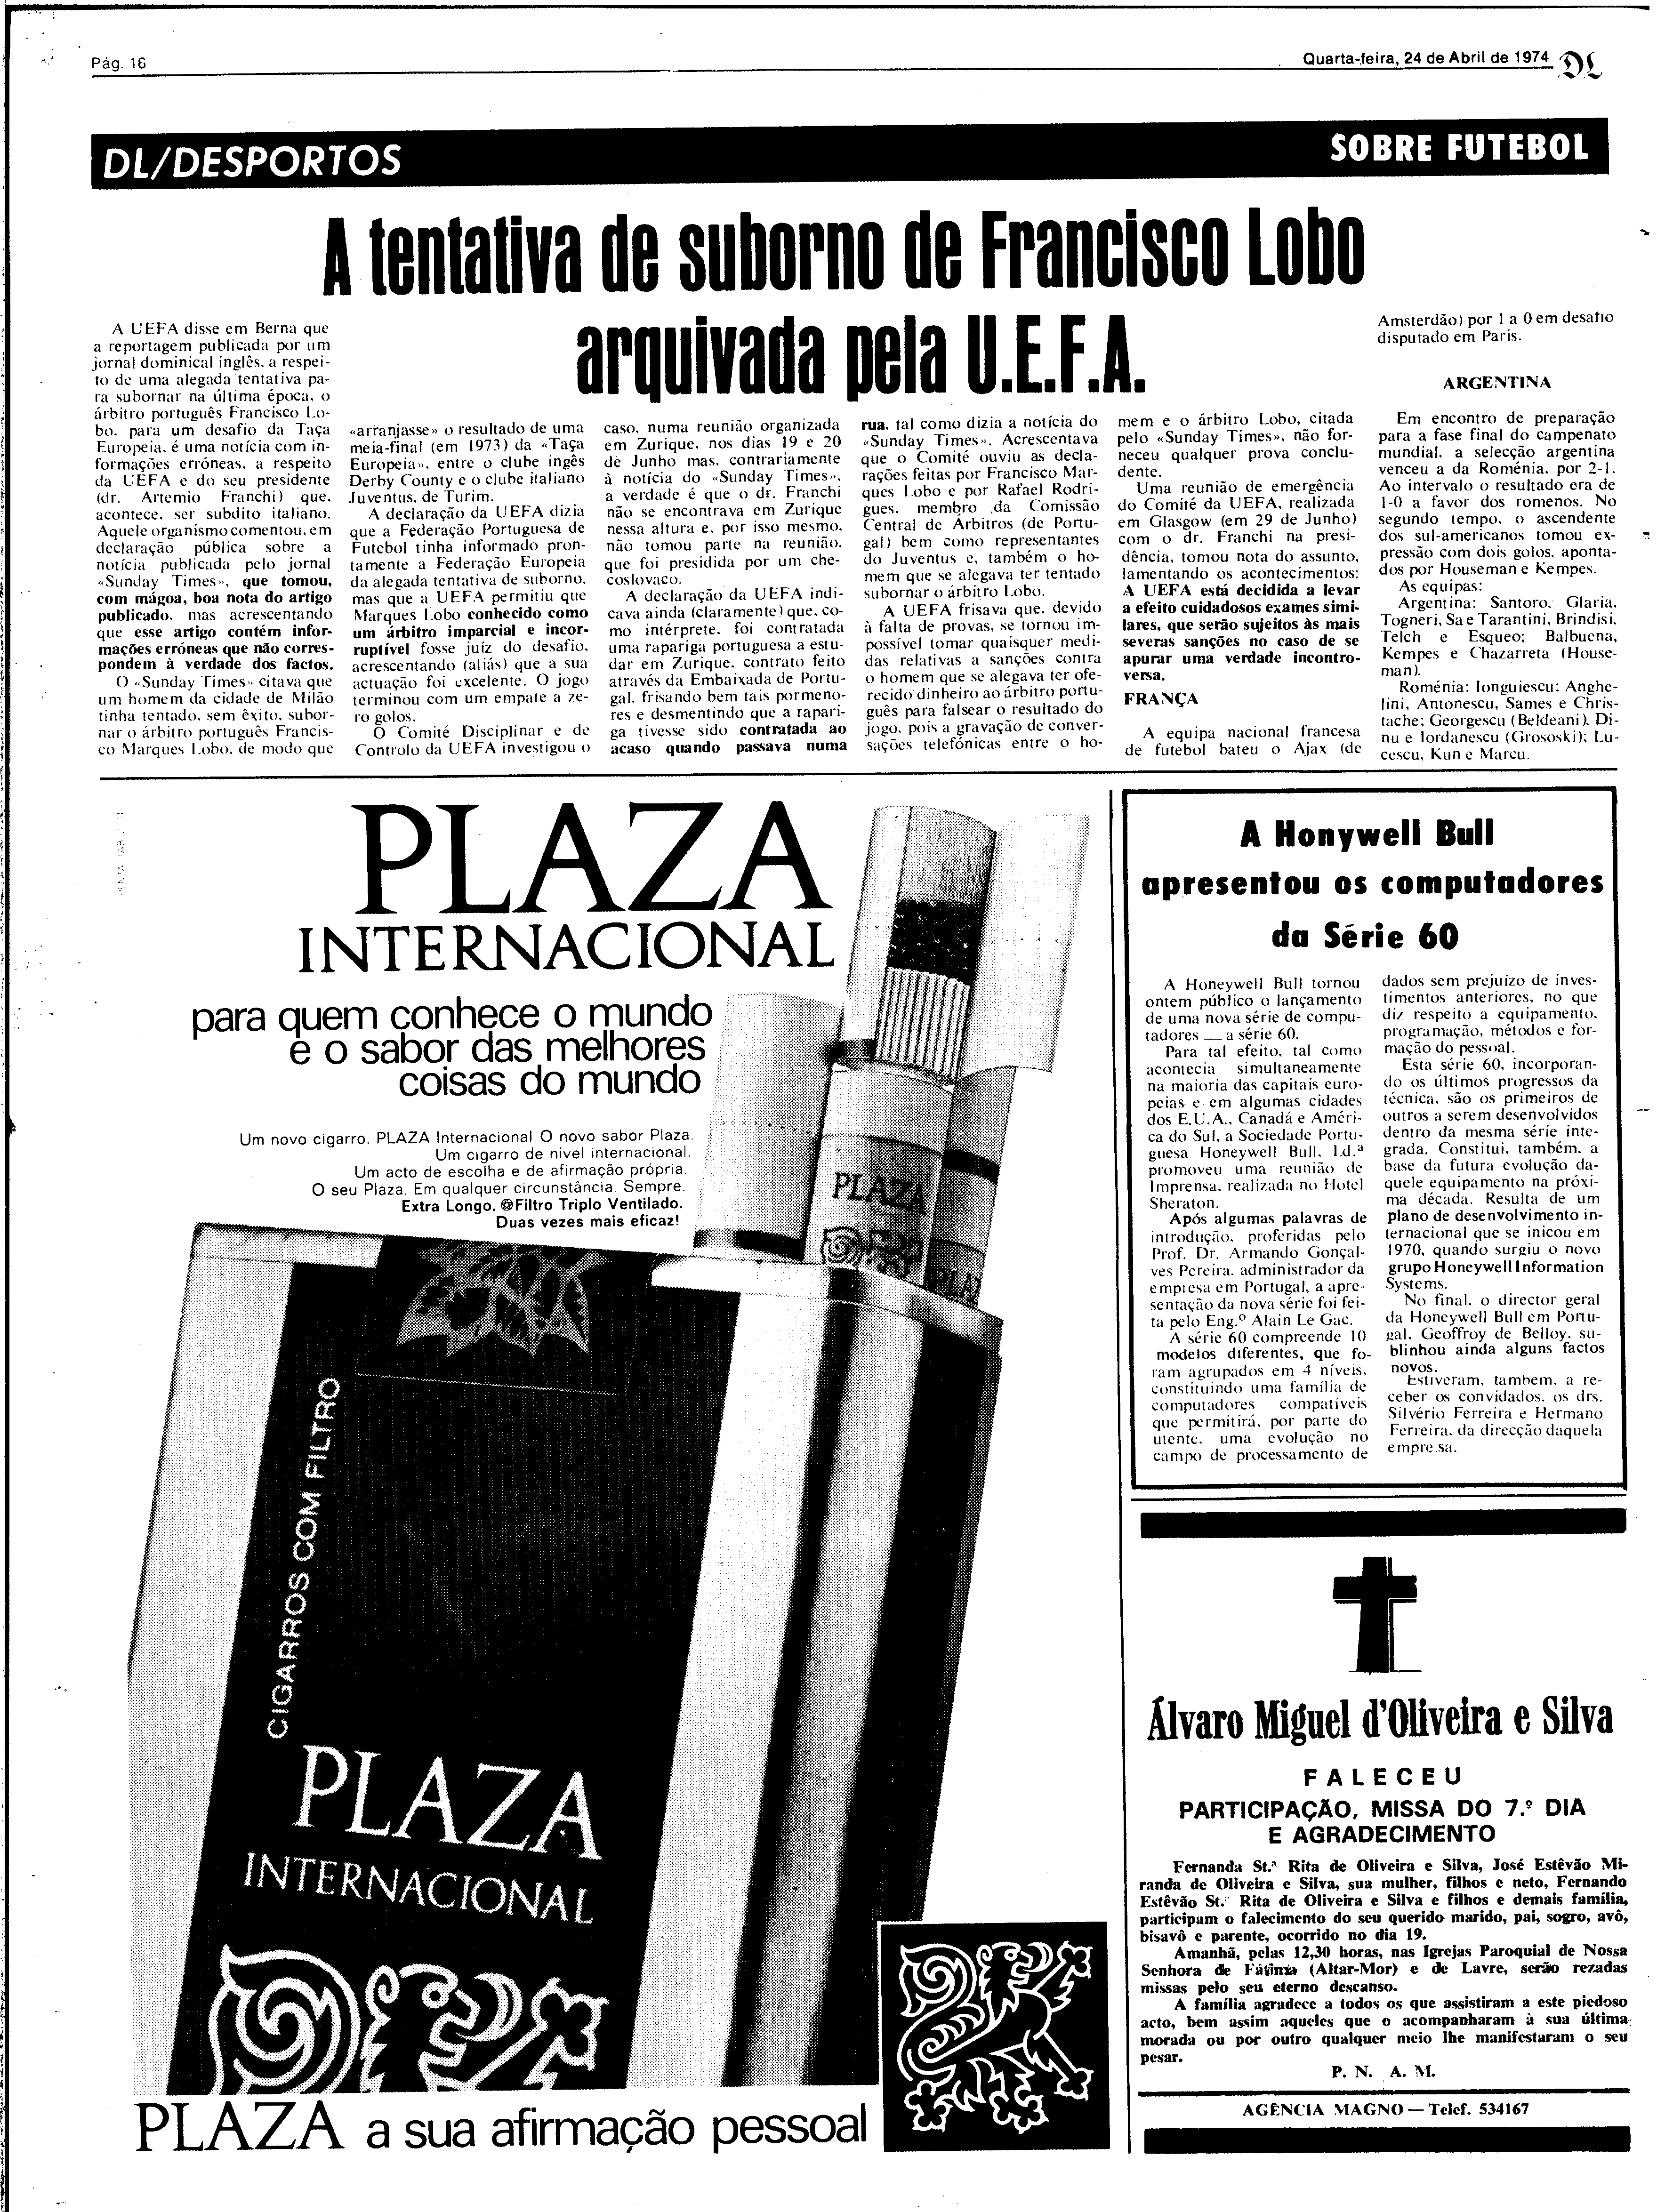 Pág. 16
Quarta-feira, 24 de Abril de 1974 DL
DL/DESPORTOS
SOBRE FUTEBOL
A tentativa de suborno de Francisco Lobo
arquivada pela U.E.F.A.
A UEFA disse em Berna que
a reportagem publicada por um
jornal dominical inglês, a respei-
to de uma alegada tentativa pa-
ra subornar na última época, o
árbitro português Francisco Lo-
bo, para um desafio da Taça
Europeia, é uma notícia com in-
formações erróneas, a respeito
da UEFA e do seu presidente
(dr. Artemio Franchi) que,
acontece, ser subdito italiano.
Aquele organismo comentou, em
declaração pública sobre a
notícia publicada pelo jornal
«Sunday Times», que tomou,
com mágoa, boa nota do artigo
publicado, mas acrescentando
que esse artigo contém infor-
mações erróneas que não corres-
pondem à verdade dos factos.
O «Sunday Times» citava que
um homem da cidade de Milão
tinha tentado, sem êxito, subor-
nar o árbitro português Francis-
co Marques Lobo, de modo que
«arranjasse» o resultado de uma
meia-final (em 1973) da «Taça
Europeia», entre o clube ingês
Derby County e o clube italiano
Juventus, de Turim.
A declaração da UEFA dizia
que a Federação Portuguesa de
Futebol tinha informado pron-
tamente a Federação Europeia
da alegada tentativa de suborno,
mas que a UEFA permitiu que
Marques Lobo conhecido como
um árbitro imparcial e incor-
ruptível fosse juiz do desafio,
acrescentando (aliás) que a sua
actuação foi excelente. O jogo
terminou com um empate a ze-
ro golos.
O Comité Disciplinar e de
Controlo da UEFA investigou o
caso, numa reunião organizada
em Zurique, nos dias 19 e 20
de Junho mas, contrariamente
à notícia do «Sunday Times»,
a verdade é que o dr. Franchi
não se encontrava em Zurique
nessa altura e, por isso mesmo,
não tomou parte na reunião,
que foi presidida por um che-
coslovaco.
A declaração da UEFA indi-
cava ainda (claramente) que, co-
mo intérprete, foi contratada
uma rapariga portuguesa a estu-
dar em Zurique, contrato feito
através da Embaixada de Portu-
gal, frisando bem tais pormeno-
res e desmentindo que a rapari-
ga tivesse sido contratada ao
acaso quando passava numa
rua, tal como dizia a notícia do
«Sunday Times». Acrescentava
que o Comité ouviu as decla-
rações feitas por Francisco Mar-
ques Lobo e por Rafael Rodri-
gues, membro da Comissão
Central de Árbitros (de Portu-
gal) bem como representantes
do Juventus e, também o ho-
mem que se alegava ter tentado
subornar o árbitro Lobo.
A UEFA frisava que, devido
à falta de provas, se tornou im-
possível tomar quaisquer medi-
das relativas a sanções contra
o homem que se alegava ter ofe-
recido dinheiro ao árbitro portu-
guês para falsear o resultado do
jogo, pois a gravação de conver-
sações telefónicas entre o ho-
mem e o árbitro Lobo, citada
pelo «Sunday Times», não for-
neceu qualquer prova conclu-
dente.
Uma reunião de emergência
do Comité da UEFA, realizada
em Glasgow (em 29 de Junho)
com o dr. Franchi na presi-
dência, tomou nota do assunto,
lamentando os acontecimentos:
A UEFA está decidida a levar
a efeito cuidadosos exames simi-
lares, que serão sujeitos às mais
severas sanções no caso de se
apurar uma verdade incontro-
versa.
FRANÇA
A equipa nacional francesa
de futebol bateu o Ajax (de
Amsterdão) por 1 a 0 em desafio
disputado em Paris.
ARGENTINA
Em encontro de preparação
para a fase final do campenato
mundial, a selecção argentina
venceu a da Roménia, por 2-1.
Ao intervalo o resultado era de
1-0 a favor dos romenos. No
segundo tempo, o ascendente
dos sul-americanos tomou ex-
pressão com dois golos, aponta-
dos por Houseman e Kempes.
As equipas:
Argentina: Santoro, Glaria,
Togneri, Sa e Tarantini, Brindisi,
Telch e Esqueo; Balbuena,
Kempes e Chazarreta (House-
man).
Roménia: Ionguiescu; Anghe-
lini, Antonescu, Sames e Chris-
tache; Georgescu (Beldeani), Di-
nu e Iordanescu (Grososki); Lu-
cescu, Kun e Marcu.
PLAZA
INTERNACIONAL
para quem conhece o mundo
e o sabor das melhores
coisas do mundo
Um novo cigarro. PLAZA Internacional. O novo sabor Plaza.
Um cigarro de nível internacional.
Um acto de escolha e de afirmação própria.
O seu Plaza. Em qualquer circunstância. Sempre.
Extra Longo. Filtro Triplo Ventilado.
Duas vezes mais eficaz!
PLAZA
PLAZ
CIGARROS COM FILTRO
PLAZA
INTERNACIONAL
PLAZA a sua afirmação pessoal
A Honywell Bull
apresentou os computadores
da Série 60
A Honeywell Bull tornou
ontem público o lançamento
de uma nova série de compu-
tadores — a série 60.
Para tal efeito, tal como
acontecia simultaneamente
na maioria das capitais euro-
peias e em algumas cidades
dos E.U.A., Canadá e Améri-
ca do Sul, a Sociedade Portu-
guesa Honeywell Bull, Ld.ª
promoveu uma reunião de
Imprensa, realizada no Hotel
Sheraton.
Após algumas palavras de
introdução, proferidas pelo
Prof. Dr. Armando Gonçal-
ves Pereira, administrador da
empresa em Portugal, a apre-
sentação da nova série foi fei-
ta pelo Eng.º Alain Le Gac.
A série 60 compreende 10
modelos diferentes, que fo-
ram agrupados em 4 níveis,
constituindo uma família de
computadores compatíveis
que permitirá, por parte do
utente, uma evolução no
campo de processamento de
dados sem prejuízo de inves-
timentos anteriores, no que
diz respeito a equipamento,
programação, métodos e for-
mação do pessoal.
Esta série 60, incorporan-
do os últimos progressos da
técnica, são os primeiros de
outros a serem desenvolvidos
dentro da mesma série inte-
grada. Constitui, também, a
base da futura evolução da-
quele equipamento na próxi-
ma década. Resulta de um
plano de desenvolvimento in-
ternacional que se inicou em
1970, quando surgiu o novo
grupo Honeywell Information
Systems.
No final, o director geral
da Honeywell Bull em Portu-
gal, Geoffroy de Belloy, su-
blinhou ainda alguns factos
novos.
Estiveram, tambem, a re-
ceber os convidados, os drs.
Silvério Ferreira e Hermano
Ferreira, da direcção daquela
empresa.
Álvaro Miguel d'Oliveira e Silva
FALECEU
PARTICIPAÇÃO, MISSA DO 7.º DIA
E AGRADECIMENTO
Fernanda St.ª Rita de Oliveira e Silva, José Estêvão Mi-
randa de Oliveira e Silva, sua mulher, filhos e neto, Fernando
Estêvão St.ª Rita de Oliveira e Silva e filhos e demais família,
participam o falecimento do seu querido marido, pai, sogro, avô,
bisavô e parente, ocorrido no dia 19.
Amanhã, pelas 12,30 horas, nas Igrejas Paroquial de Nossa
Senhora de Fátima (Altar-Mor) e de Lavre, serão rezadas
missas pelo seu eterno descanso.
A família agradece a todos os que assistiram a este piedoso
acto, bem assim aqueles que o acompanharam à sua última
morada ou por outro qualquer meio lhe manifestaram o seu
pesar.
P. N. A. M.
AGÊNCIA MAGNO — Telef. 534167